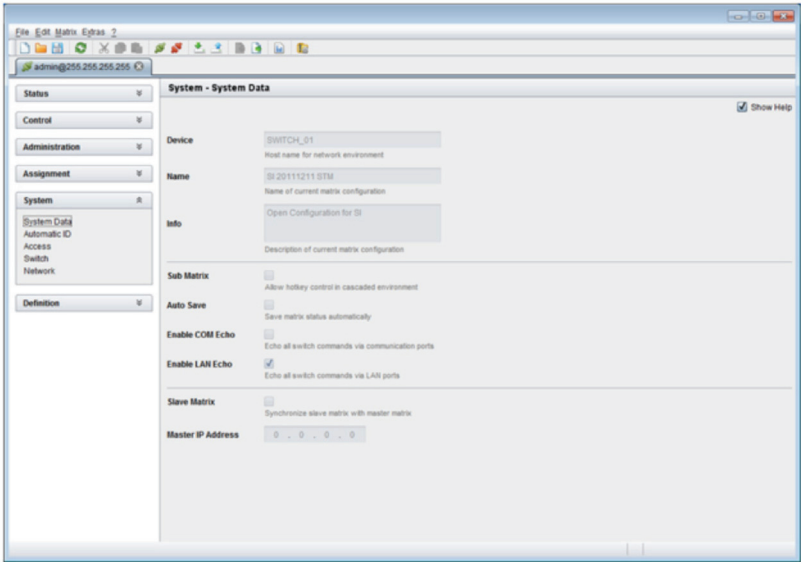 File Edit Matrix Extras ?
admin@255.255.255.255
Status
Control
Administration
Assignment
System
System Data
Automatic ID
Access
Switch
Network
Definition
System - System Data
Show Help
Device
SWITCH_01
Host name for network environment
Name
SI 20111211 STM
Name of current matrix configuration
Info
Open Configuration for SI
Description of current matrix configuration
Sub Matrix
Allow hotkey control in cascaded environment
Auto Save
Save matrix status automatically
Enable COM Echo
Echo all switch commands via communication ports
Enable LAN Echo
Echo all switch commands via LAN ports
Slave Matrix
Synchronize slave matrix with master matrix
Master IP Address
0 . 0 . 0 . 0